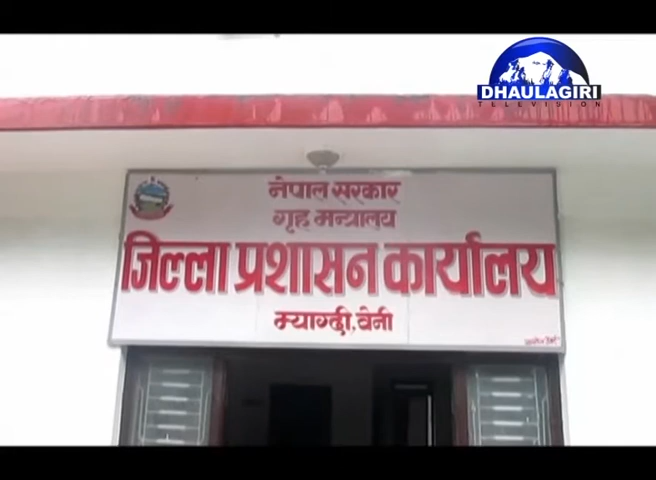 DHAULAGIRI
TELEVISION
नेपाल सरकार
गृह मन्त्रालय
जिल्ला प्रशासन कार्यालय
म्याग्दी, बेनी